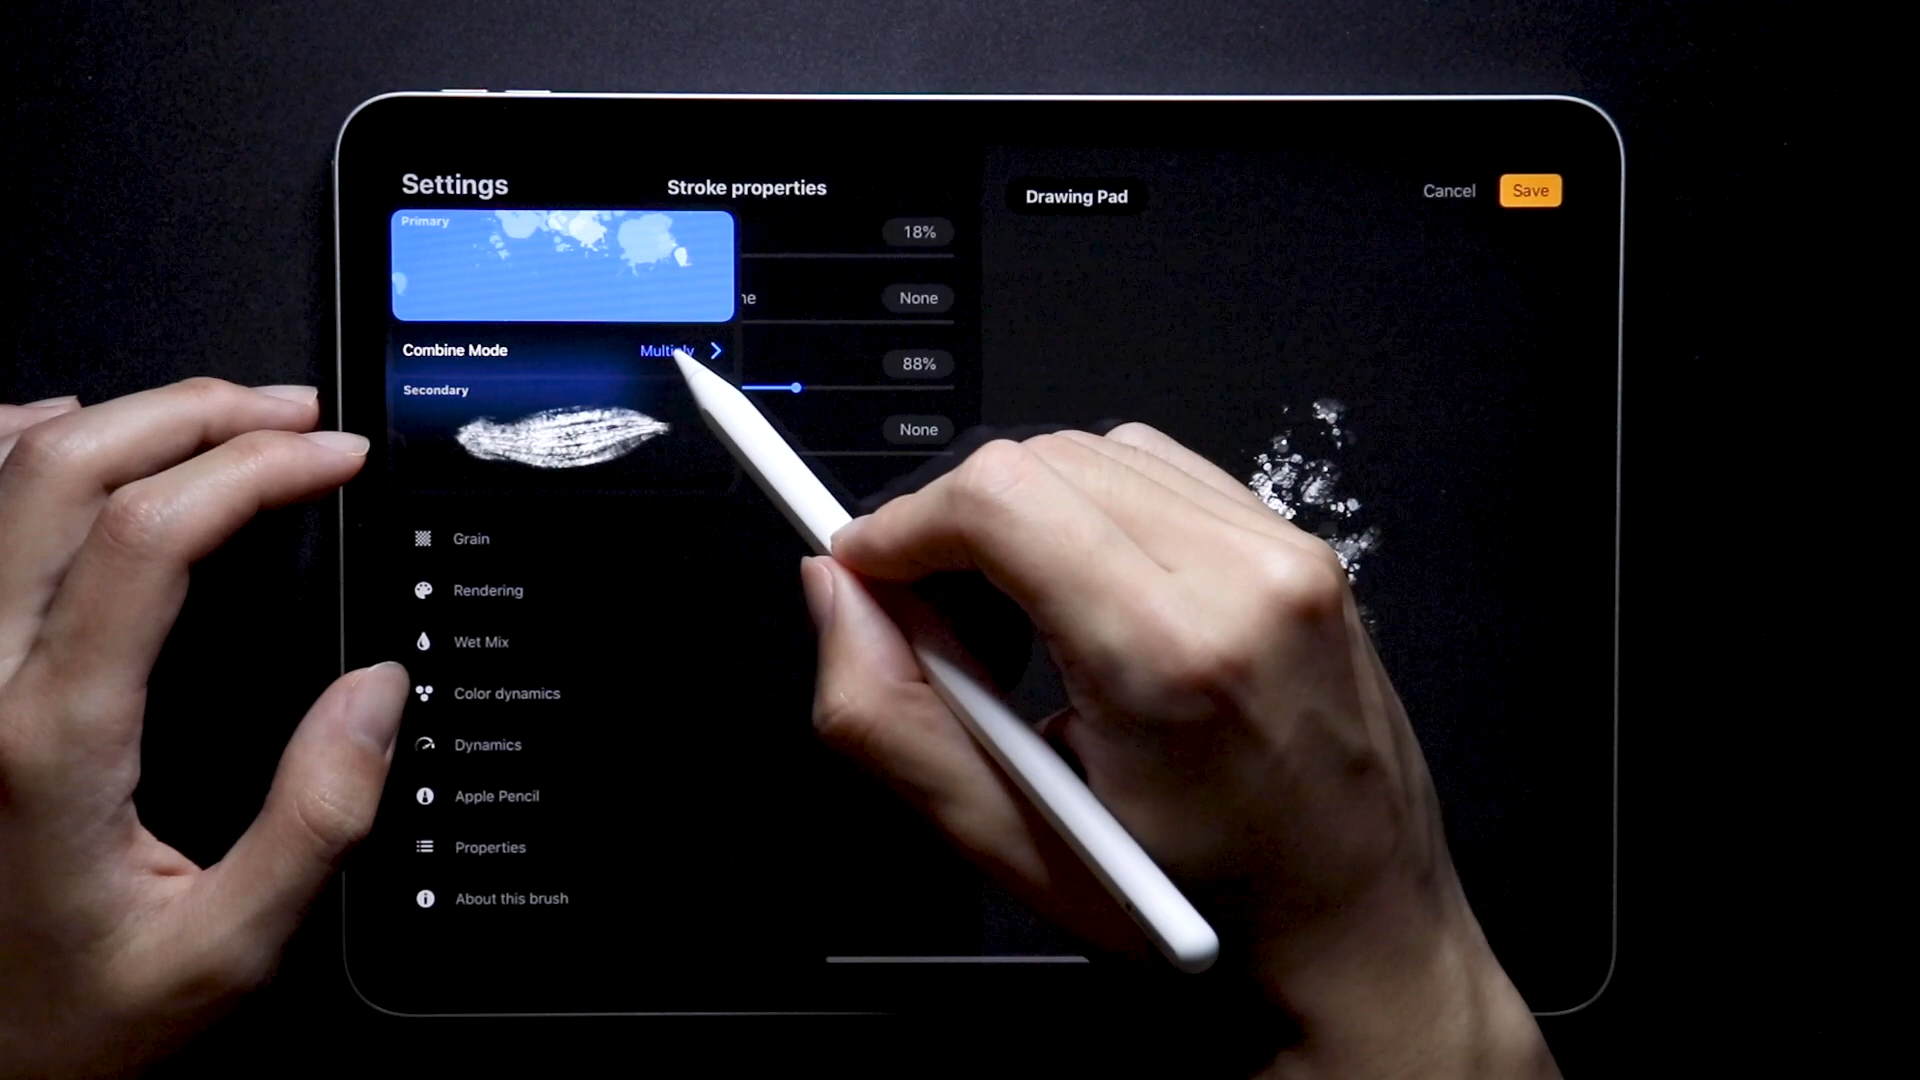 Settings
Stroke properties
Drawing Pad
Cancel
Save
Primary
18%
None
Combine Mode
Multiply
88%
Secondary
None
Grain
Rendering
Wet Mix
Color dynamics
Dynamics
Apple Pencil
Properties
About this brush